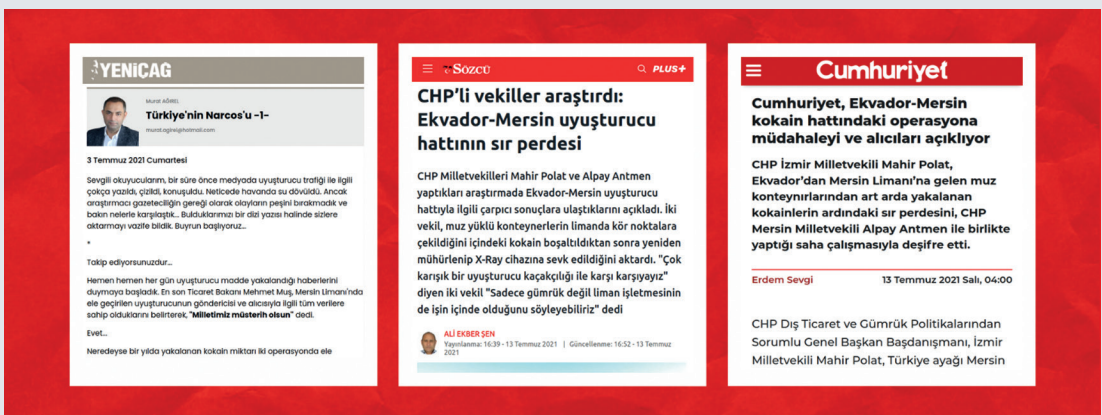 YENİÇAĞ
Murat AĞIREL
Türkiye'nin Narcos'u -1-
murat.agirel@hotmail.com
3 Temmuz 2021 Cumartesi
Sevgili okuyucularım, bir süre önce medyada uyuşturucu trafiği ile ilgili
çokça yazıldı, çizildi, konuşuldu. Neticede havanda su dövüldü. Ancak
araştırmacı gazeteciliğin gereği olarak olayların peşini bırakmadık ve
bakın nelerle karşılaştık... Bulduklarımızı bir dizi yazısı halinde sizlere
aktarmayı vazife bildik. Buyrun başlıyoruz...
*
Takip ediyorsunuzdur...
Hemen hemen her gün uyuşturucu madde yakalandığı haberlerini
duymaya başladık. En son Ticaret Bakanı Mehmet Muş, Mersin Limanı'nda
ele geçirilen uyuşturucunun göndericisi ve alıcısıyla ilgili tüm verilere
sahip olduklarını belirterek, "Milletimiz müsterih olsun" dedi.
Evet...
Neredeyse bir yılda yakalanan kokain miktarı iki operasyonda ele
SÖZCÜ
PLUS+
CHP'li vekiller araştırdı:
Ekvador-Mersin uyuşturucu
hattının sır perdesi
CHP Milletvekilleri Mahir Polat ve Alpay Antmen
yaptıkları araştırmada Ekvador-Mersin uyuşturucu
hattıyla ilgili çarpıcı sonuçlara ulaştıklarını açıkladı. İki
vekil, muz yüklü konteynerlerin limanda kör noktalara
çekildiğini içindeki kokain boşaltıldıktan sonra yeniden
mühürlenip X-Ray cihazına sevk edildiğini aktardı. "Çok
karışık bir uyuşturucu kaçakçılığı ile karşı karşıyayız"
diyen iki vekil "Sadece gümrük değil liman işletmesinin
de işin içinde olduğunu söyleyebiliriz" dedi
ALİ EKBER ŞEN
Yayınlanma: 16:39 - 13 Temmuz 2021 | Güncellenme: 16:52 - 13 Temmuz
2021
Cumhuriyet
Cumhuriyet, Ekvador-Mersin
kokain hattındaki operasyona
müdahaleyi ve alıcıları açıklıyor
CHP İzmir Milletvekili Mahir Polat,
Ekvador'dan Mersin Limanı'na gelen muz
konteynırlarından art arda yakalanan
kokainlerin ardındaki sır perdesini, CHP
Mersin Milletvekili Alpay Antmen ile birlikte
yaptığı saha çalışmasıyla deşifre etti.
Erdem Sevgi
13 Temmuz 2021 Salı, 04:00
CHP Dış Ticaret ve Gümrük Politikalarından
Sorumlu Genel Başkan Başdanışmanı, İzmir
Milletvekili Mahir Polat, Türkiye ayağı Mersin